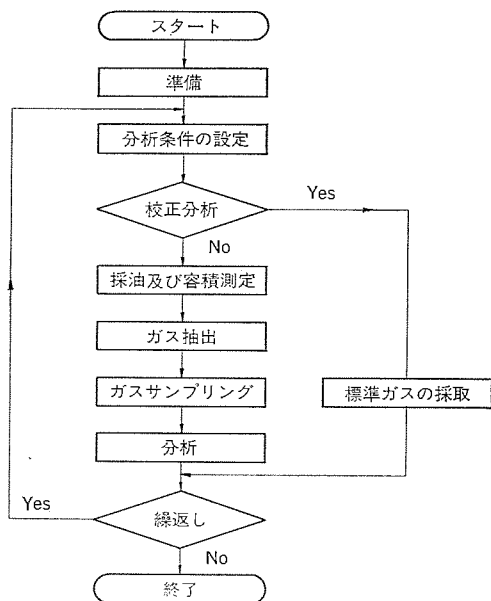 スタート
準備
分析条件の設定
校正分析
Yes
No
採油及び容積測定
ガス抽出
ガスサンプリング
標準ガスの採取
分析
Yes
繰返し
No
終了